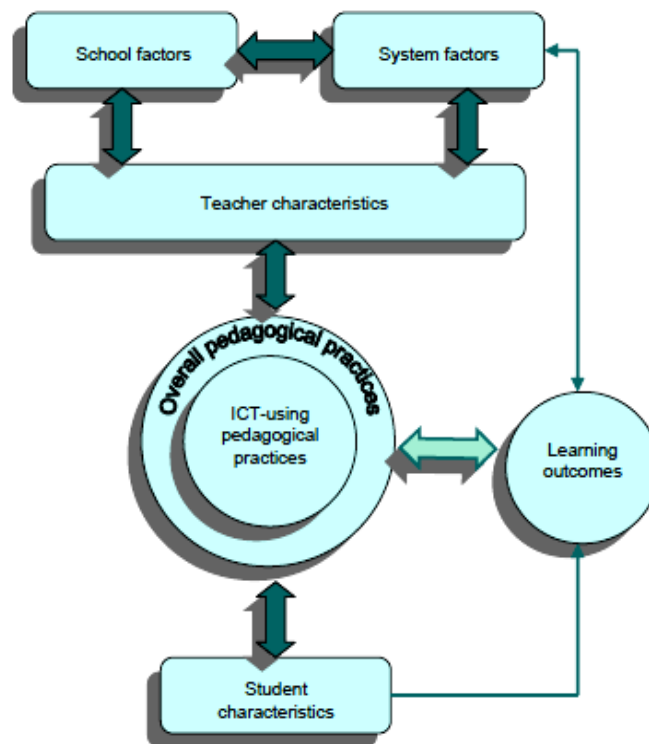 School factors
System factors
Teacher characteristics
Overall pedagogical practices
ICT-using
pedagogical
practices
Learning
outcomes
Student
characteristics